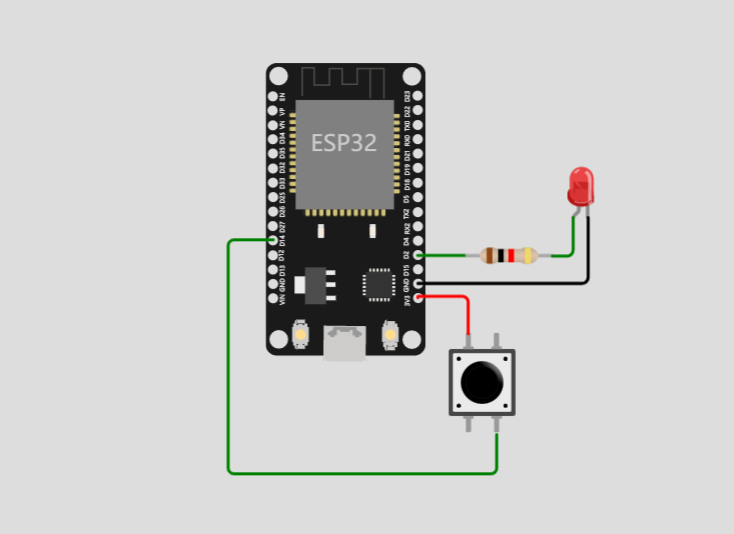 EN
VP
VN
D34
D35
D32
D33
D25
D26
D27
D14
D12
D13
GND
VIN
ESP32
D23
D22
TX0
RX0
D21
D19
D18
D5
TX2
RX2
D4
D2
D15
GND
3V3